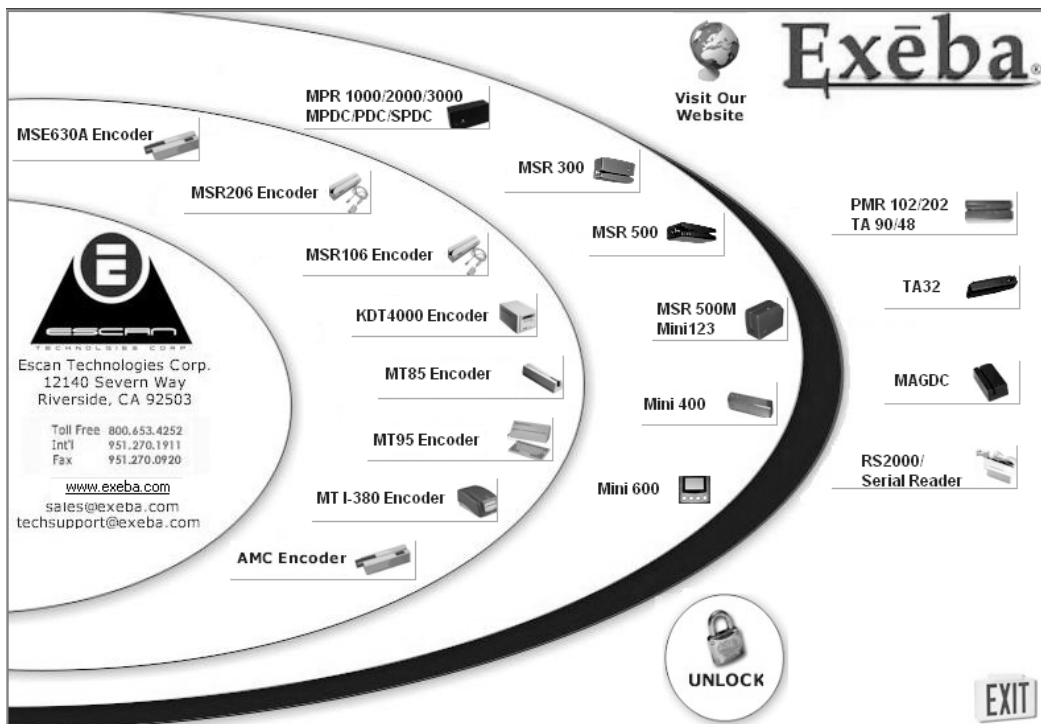 Exēba®
Visit Our
Website
MPR 1000/2000/3000
MPDC/PDC/SPDC
MSE630A Encoder
MSR 300
MSR206 Encoder
PMR 102/202
TA 90/48
MSR 500
MSR106 Encoder
TA32
KDT4000 Encoder
MSR 500M
Mini123
E
ESCAN
TECHNOLOGIES CORP.
Escan Technologies Corp.
12140 Severn Way
Riverside, CA 92503
Toll Free 800.653.4252
Int'l 951.270.1911
Fax 951.270.0920
www.exeba.com
sales@exeba.com
techsupport@exeba.com
MT85 Encoder
MAGDC
Mini 400
MT95 Encoder
RS2000/
Serial Reader
Mini 600
MT I-380 Encoder
AMC Encoder
UNLOCK
EXIT